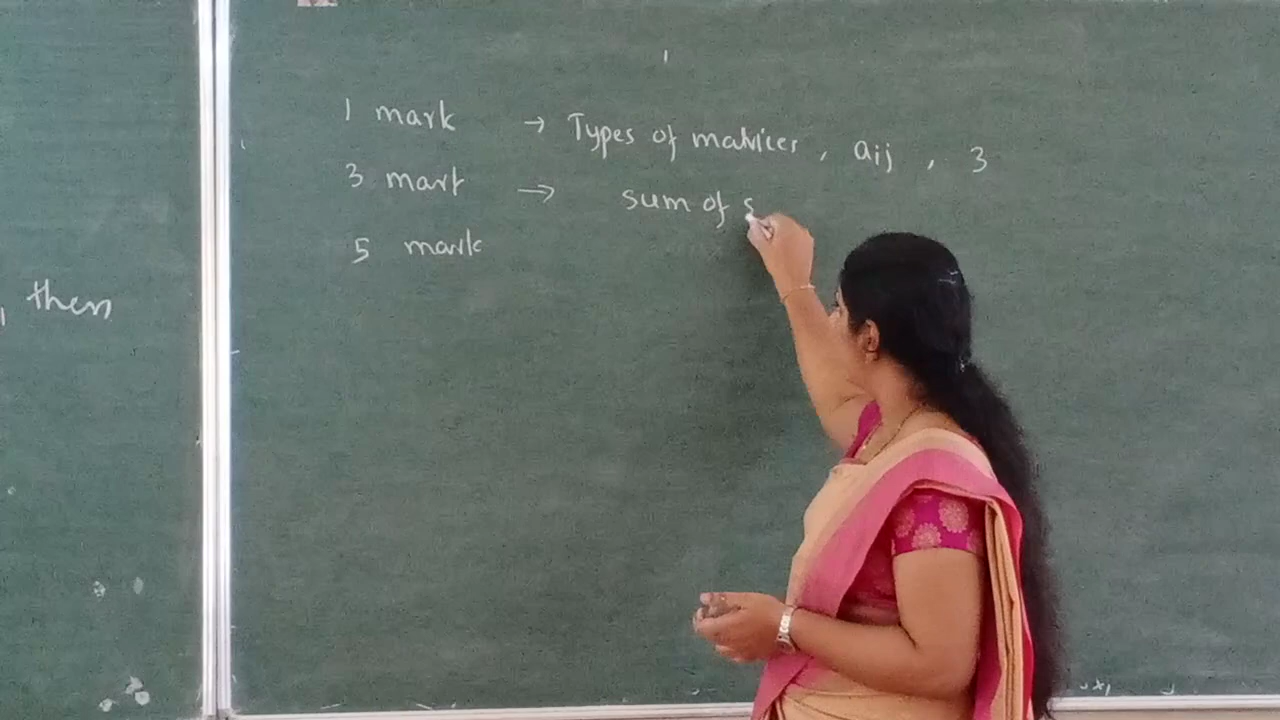 , then
1 mark → Types of matrices , aij , 3
3 mark → sum of s
5 mark